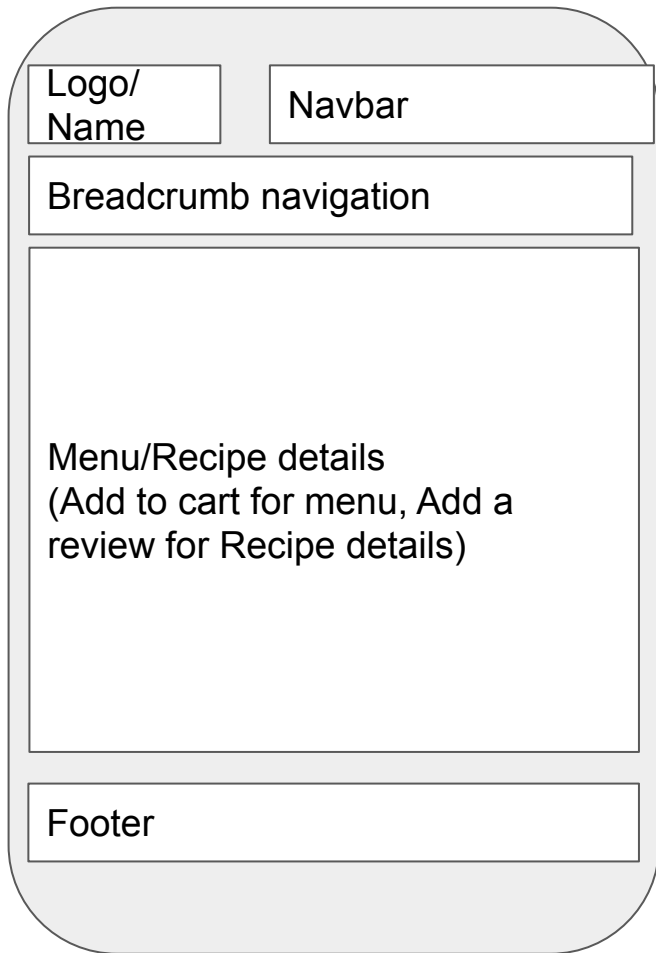 Logo/
Name
Navbar
Breadcrumb navigation
Menu/Recipe details
(Add to cart for menu, Add a
review for Recipe details)
Footer